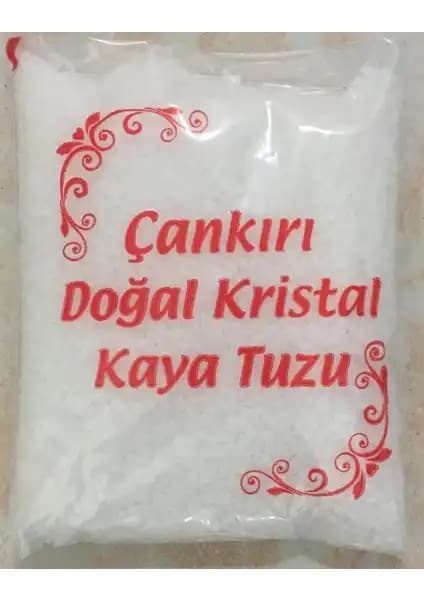 Çankırı
Doğal Kristal
Kaya Tuzu